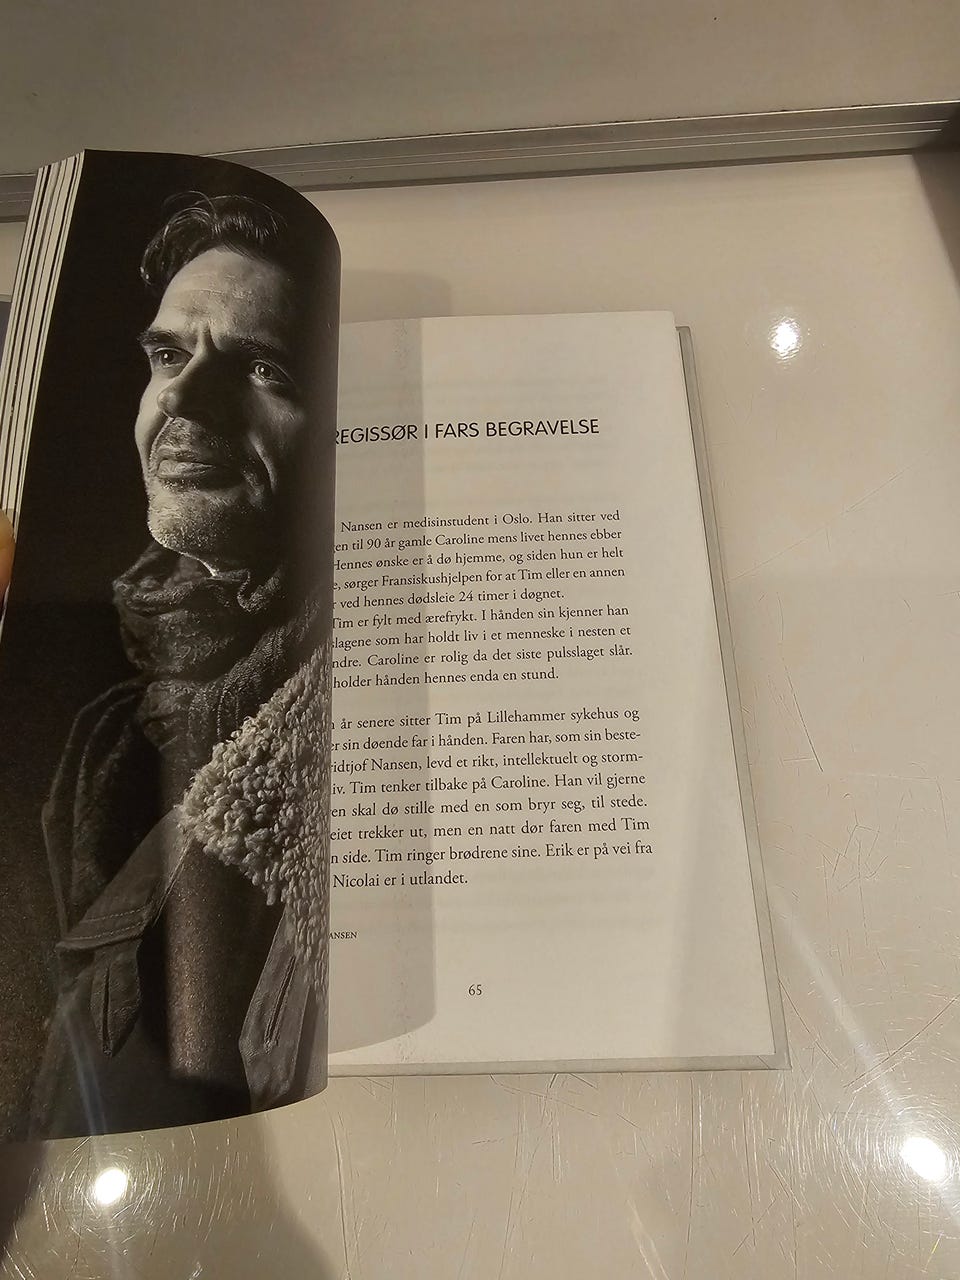 REGISSØR I FARS BEGRAVELSE
Nansen er medisinstudent i Oslo. Han sitter ved
til 90 år gamle Caroline mens livet hennes ebber
Hennes ønske er å dø hjemme, og siden hun er helt
sørger Fransiskushjelpen for at Tim eller en annen
ved hennes dødsleie 24 timer i døgnet.
Tim er fylt med ærefrykt. I hånden sin kjenner han
slagene som har holdt liv i et menneske i nesten et
ndre. Caroline er rolig da det siste pulsslaget slår.
holder hånden hennes enda en stund.
år senere sitter Tim på Lillehammer sykehus og
sin døende far i hånden. Faren har, som sin beste-
ridtjof Nansen, levd et rikt, intellektuelt og storm-
iv. Tim tenker tilbake på Caroline. Han vil gjerne
en skal dø stille med en som bryr seg, til stede.
eiet trekker ut, men en natt dør faren med Tim
n side. Tim ringer brødrene sine. Erik er på vei fra
Nicolai er i utlandet.
ANSEN
65